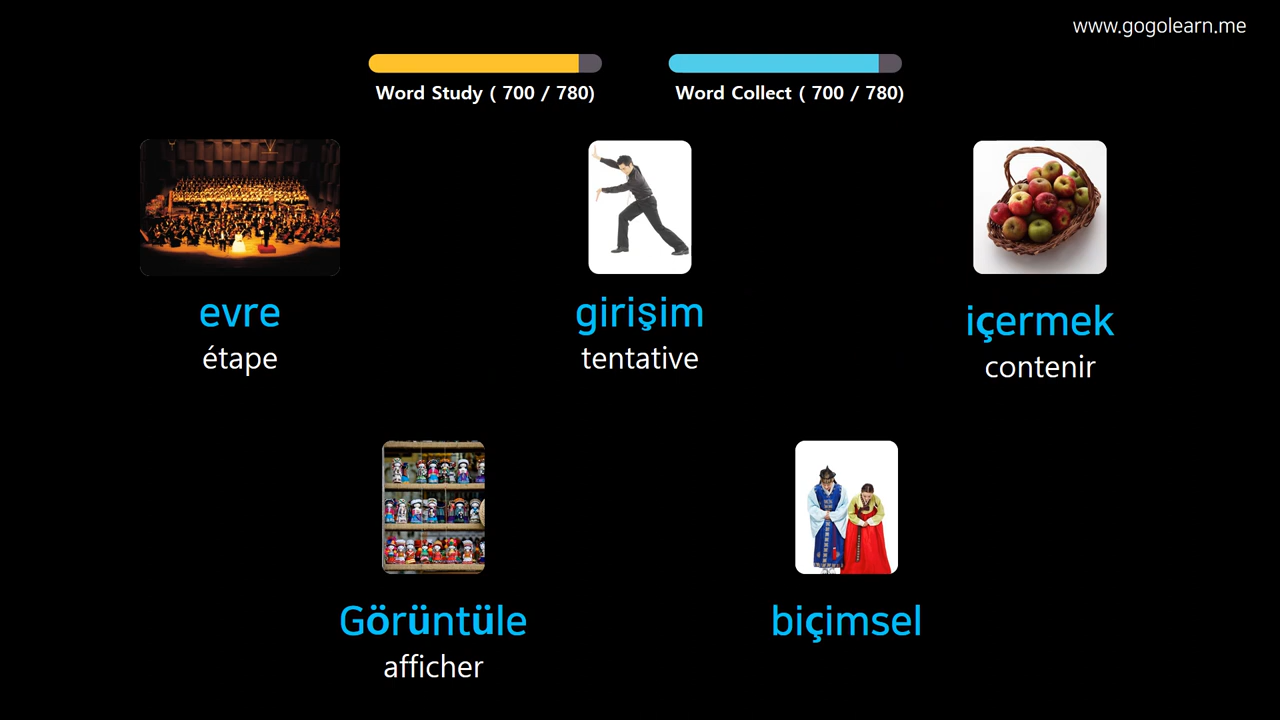 www.gogolearn.me
Word Study ( 700 / 780)
Word Collect ( 700 / 780)
evre
étape
girişim
tentative
içermek
contenir
Görüntüle
afficher
biçimsel